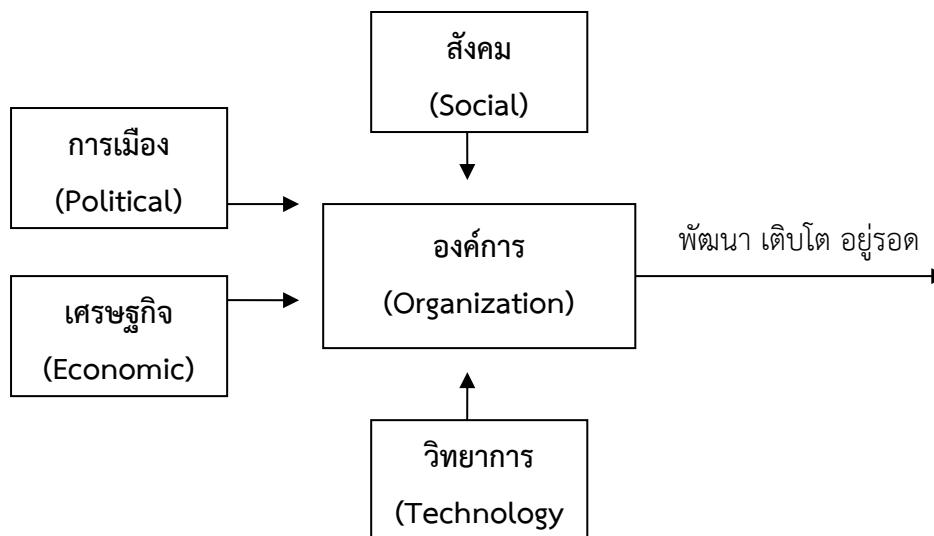 สังคม
(Social)
การเมือง
(Political)
องค์การ
(Organization)
พัฒนา เติบโต อยู่รอด
เศรษฐกิจ
(Economic)
วิทยาการ
(Technology